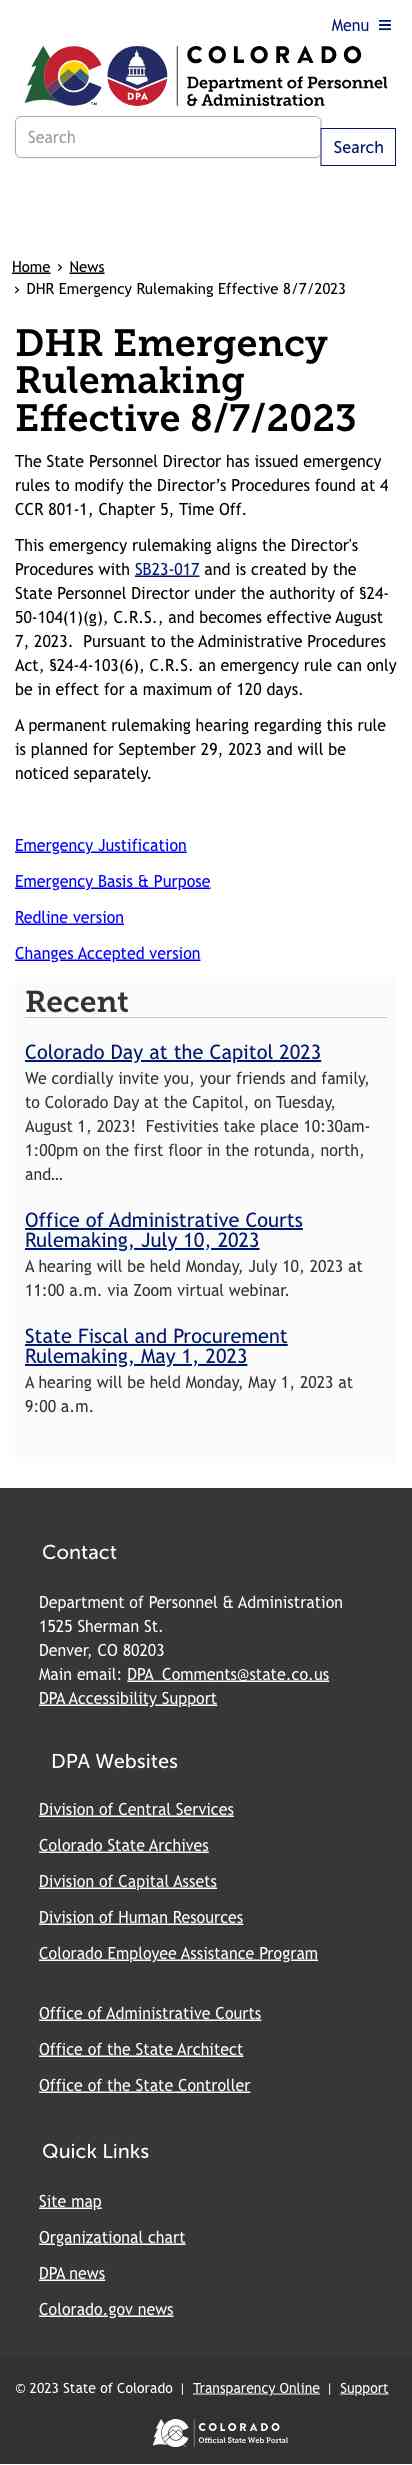 Menu
COLORADO
Department of Personnel
& Administration
TM
DPA
Search
Search
Home › News
› DHR Emergency Rulemaking Effective 8/7/2023
DHR Emergency
Rulemaking
Effective 8/7/2023
The State Personnel Director has issued emergency
rules to modify the Director's Procedures found at 4
CCR 801-1, Chapter 5, Time Off.
This emergency rulemaking aligns the Director's
Procedures with SB23-017 and is created by the
State Personnel Director under the authority of §24-
50-104(1)(g), C.R.S., and becomes effective August
7, 2023.  Pursuant to the Administrative Procedures
Act, §24-4-103(6), C.R.S. an emergency rule can only
be in effect for a maximum of 120 days.
A permanent rulemaking hearing regarding this rule
is planned for September 29, 2023 and will be
noticed separately.
Emergency Justification
Emergency Basis & Purpose
Redline version
Changes Accepted version
Recent
Colorado Day at the Capitol 2023
We cordially invite you, your friends and family,
to Colorado Day at the Capitol, on Tuesday,
August 1, 2023!  Festivities take place 10:30am-
1:00pm on the first floor in the rotunda, north,
and...
Office of Administrative Courts
Rulemaking, July 10, 2023
A hearing will be held Monday, July 10, 2023 at
11:00 a.m. via Zoom virtual webinar.
State Fiscal and Procurement
Rulemaking, May 1, 2023
A hearing will be held Monday, May 1, 2023 at
9:00 a.m.
Contact
Department of Personnel & Administration
1525 Sherman St.
Denver, CO 80203
Main email: DPA_Comments@state.co.us
DPA Accessibility Support
DPA Websites
Division of Central Services
Colorado State Archives
Division of Capital Assets
Division of Human Resources
Colorado Employee Assistance Program
Office of Administrative Courts
Office of the State Architect
Office of the State Controller
Quick Links
Site map
Organizational chart
DPA news
Colorado.gov news
© 2023 State of Colorado | Transparency Online | Support
COLORADO
Official State Web Portal